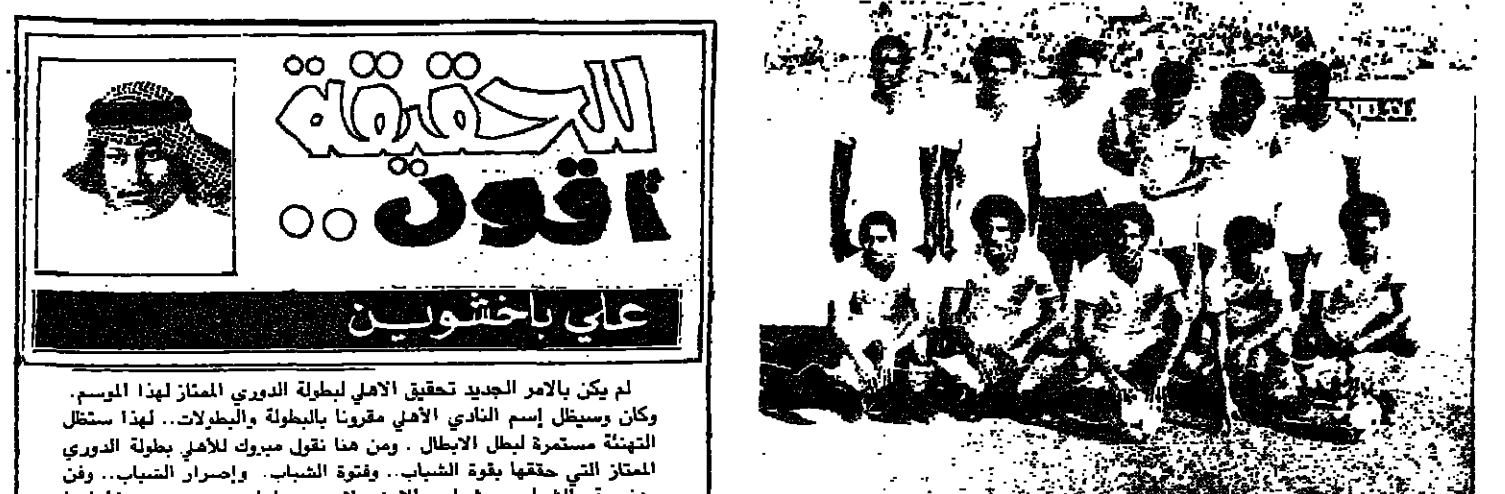 للحقيقة
أقول ..
علي باخشوين
لم يكن بالامر الجديد تحقيق الاهلي لبطولة الدوري الممتاز لهذا الموسم.
وكان وسيظل إسم النادي الأهلي مقرونا بالبطولة والبطولات.. لهذا ستظل
التهنئة مستمرة لبطل الابطال . ومن هنا نقول مبروك للأهلي بطولة الدوري
الممتاز التي حققها بقوة الشباب.. وفتوة الشباب. وإصرار الشباب.. وفن